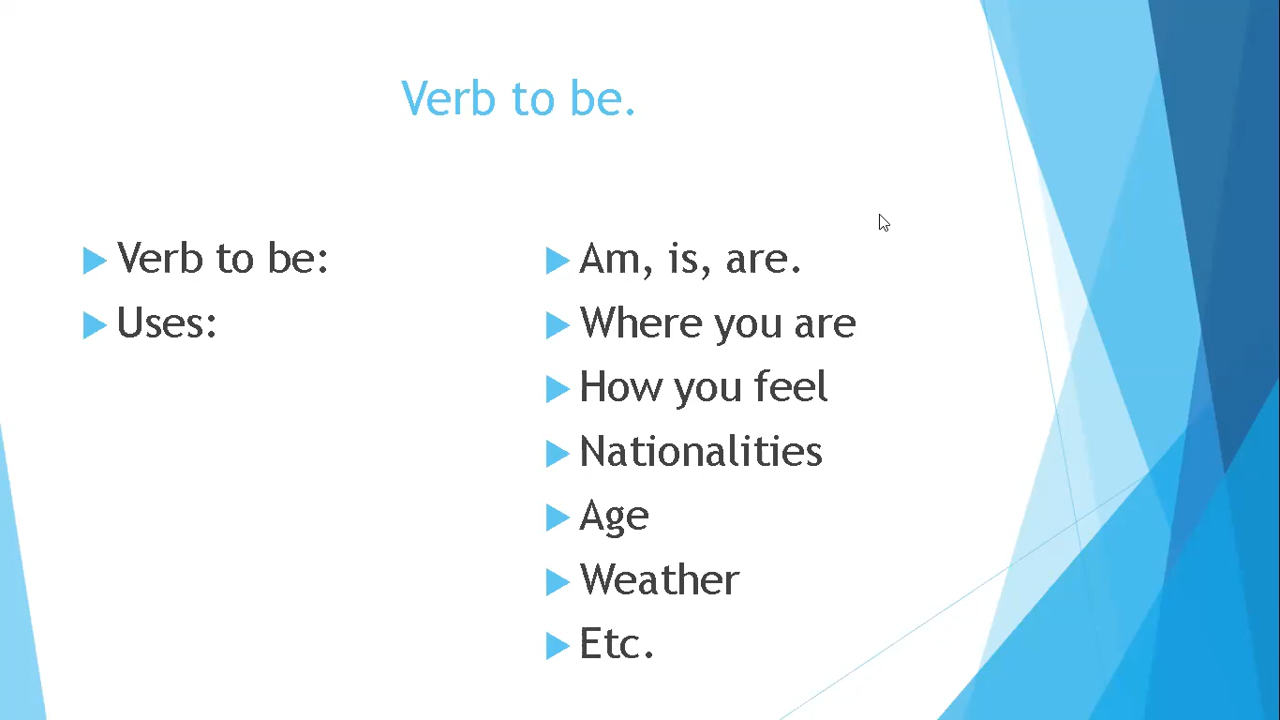 Verb to be.
Verb to be:
Uses:
Am, is, are.
Where you are
How you feel
Nationalities
Age
Weather
Etc.